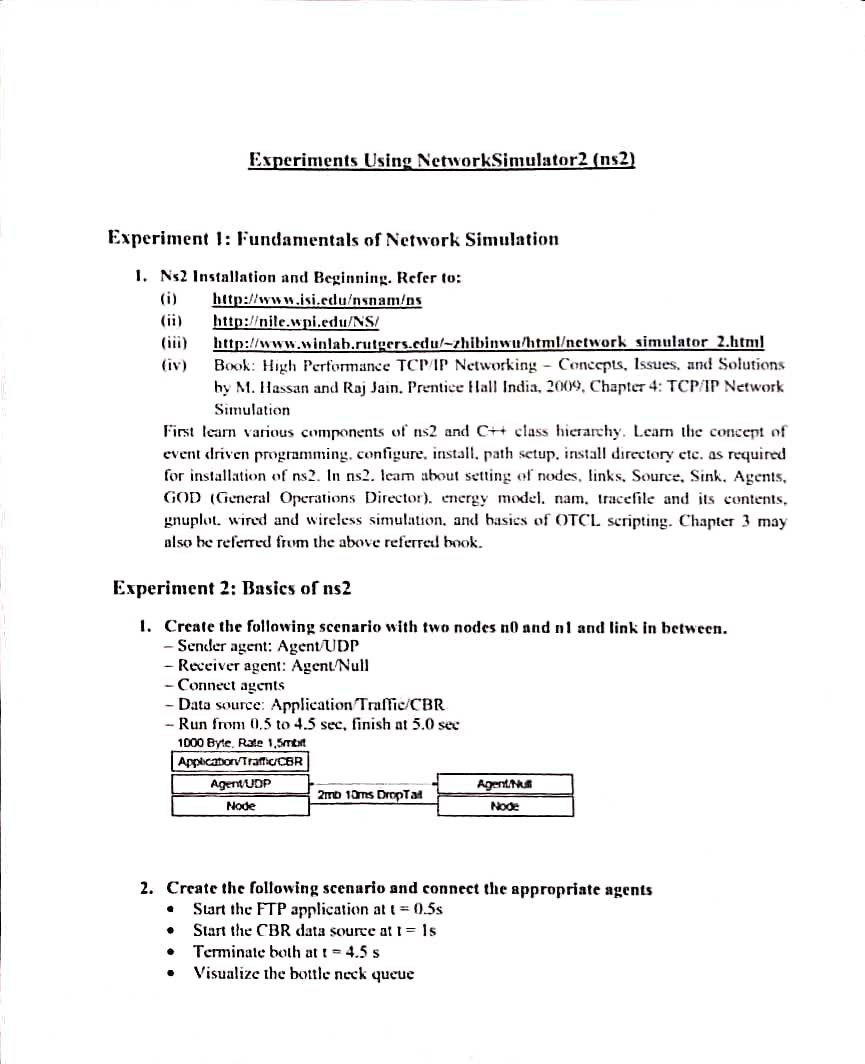 Experiments Using NetworkSimulator2 (ns2)
Experiment 1: Fundamentals of Network Simulation
1. Ns2 Installation and Beginning. Refer to:
(i) http://www.isi.edu/nsnam/ns
(ii) http://nile.wpi.edu/NS/
(iii) http://www.winlab.rutgers.edu/~zhibinwu/html/network_simulator_2.html
(iv) Book: High Performance TCP/IP Networking – Concepts, Issues, and Solutions
by M. Hassan and Raj Jain, Prentice Hall India, 2009, Chapter 4: TCP/IP Network
Simulation
First learn various components of ns2 and C++ class hierarchy. Learn the concept of
event driven programming, configure, install, path setup, install directory etc. as required
for installation of ns2. In ns2, learn about setting of nodes, links, Source, Sink, Agents,
GOD (General Operations Director), energy model, nam, tracefile and its contents,
gnuplot, wired and wireless simulation, and basics of OTCL scripting. Chapter 3 may
also be referred from the above referred book.
Experiment 2: Basics of ns2
1. Create the following scenario with two nodes n0 and n1 and link in between.
– Sender agent: Agent/UDP
– Receiver agent: Agent/Null
– Connect agents
– Data source: Application/Traffic/CBR
– Run from 0.5 to 4.5 sec, finish at 5.0 sec
1000 Byte, Rate 1,5mbit
Application/Traffic/CBR
Agent/UDP
Node
2mb 10ms DropTail
Agent/Null
Node
2. Create the following scenario and connect the appropriate agents
• Start the FTP application at t = 0.5s
• Start the CBR data source at t = 1s
• Terminate both at t = 4.5 s
• Visualize the bottle neck queue